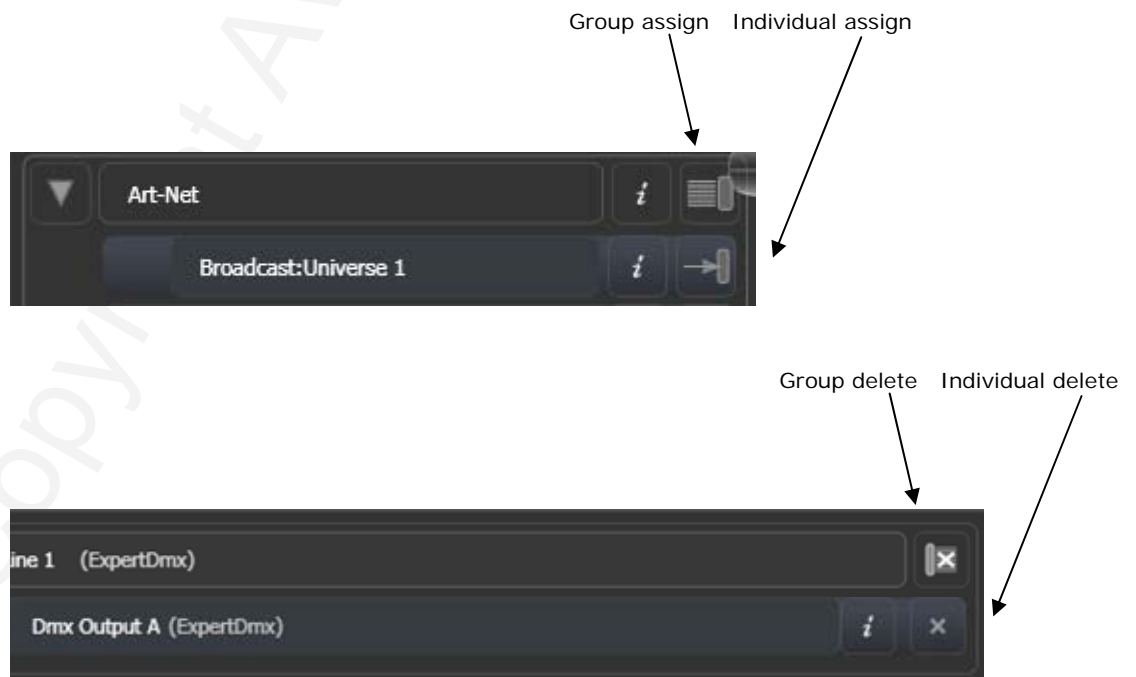 Group assign Individual assign
Art-Net i
Broadcast:Universe 1 i
Group delete Individual delete
ine 1 (ExpertDmx)
Dmx Output A (ExpertDmx) i